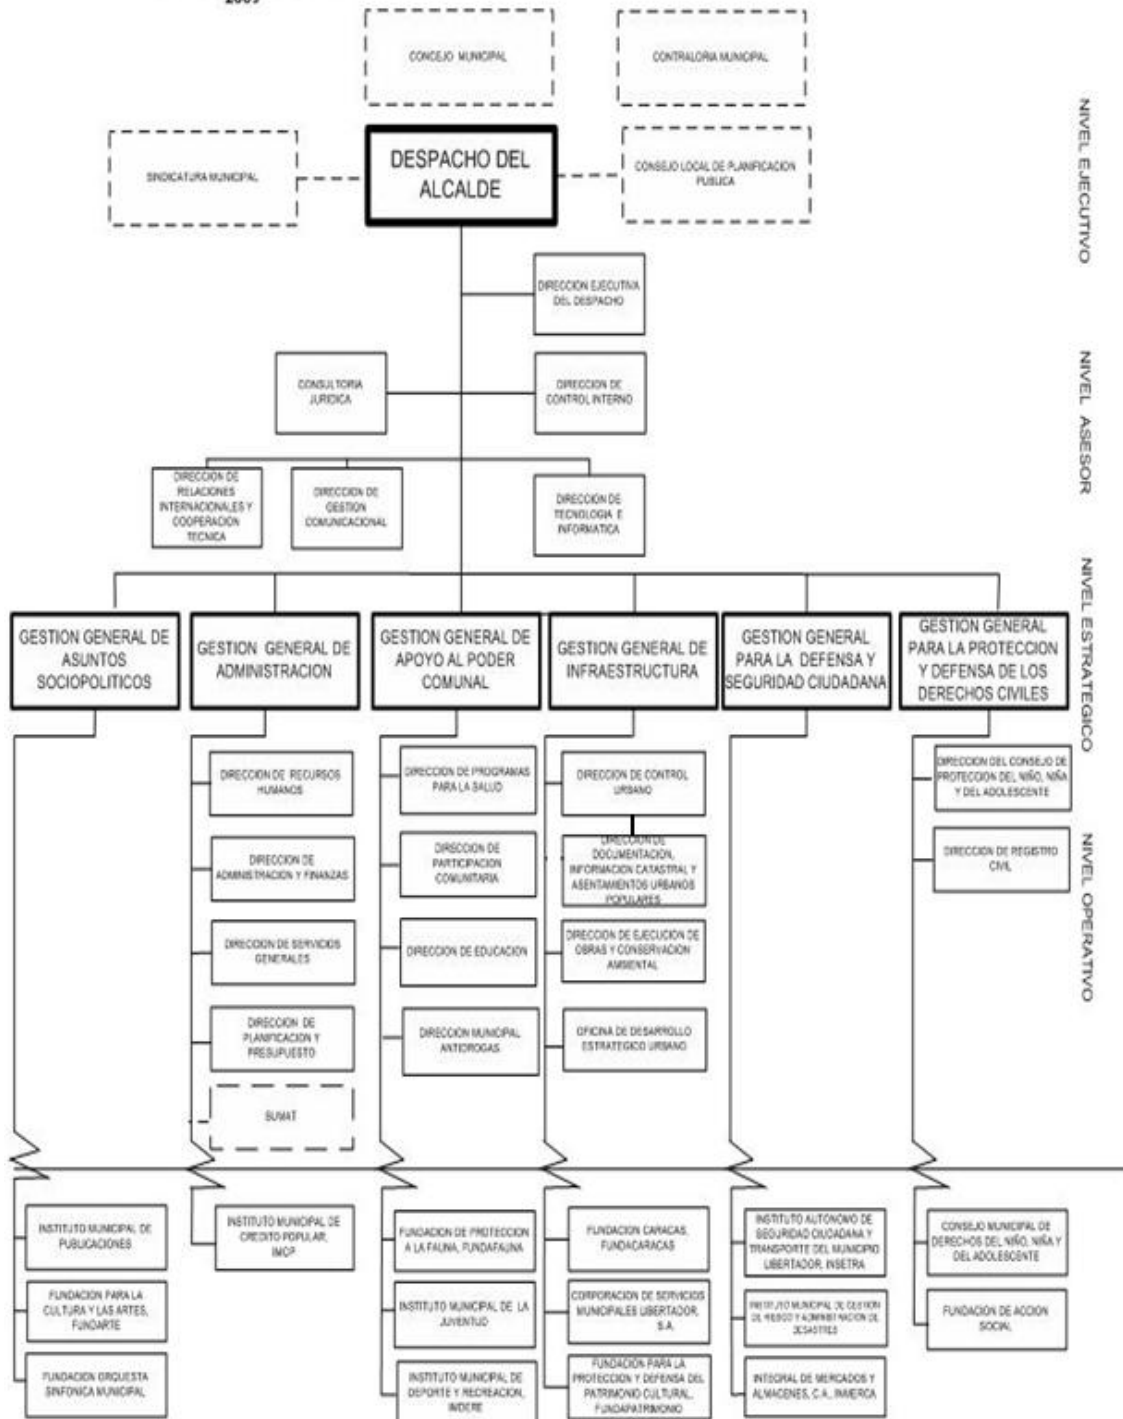 2009
CONCEJO MUNICIPAL
CONTRALORIA MUNICIPAL
SINDICATURA MUNICIPAL
DESPACHO DEL
ALCALDE
CONSEJO LOCAL DE PLANIFICACION
PUBLICA
NIVEL EJECUTIVO
DIRECCION EJECUTIVA
DEL DESPACHO
CONSULTORIA
JURIDICA
DIRECCION DE
CONTROL INTERNO
NIVEL ASESOR
DIRECCION DE
RELACIONES
INTERNACIONALES Y
COOPERACION
TECNICA
DIRECCION DE
GESTION
COMUNICACIONAL
DIRECCION DE
TECNOLOGIA E
INFORMATICA
NIVEL ESTRATEGICO
GESTION GENERAL DE
ASUNTOS
SOCIOPOLITICOS
GESTION GENERAL DE
ADMINISTRACION
GESTION GENERAL DE
APOYO AL PODER
COMUNAL
GESTION GENERAL DE
INFRAESTRUCTURA
GESTION GENERAL
PARA LA DEFENSA Y
SEGURIDAD CIUDADANA
GESTION GENERAL
PARA LA PROTECCION
Y DEFENSA DE LOS
DERECHOS CIVILES
NIVEL OPERATIVO
DIRECCION DE RECURSOS
HUMANOS
DIRECCION DE
ADMINISTRACION Y FINANZAS
DIRECCION DE SERVICIOS
GENERALES
DIRECCION DE
PLANIFICACION Y
PRESUPUESTO
SUMAT
DIRECCION DE PROGRAMAS
PARA LA SALUD
DIRECCION DE
PARTICIPACION
COMUNITARIA
DIRECCION DE EDUCACION
DIRECCION MUNICIPAL
ANTIDROGAS
DIRECCION DE CONTROL
URBANO
DIRECCION DE
DOCUMENTACION,
INFORMACION CATASTRAL Y
ASENTAMIENTOS URBANOS
POPULARES
DIRECCION DE EJECUCION DE
OBRAS Y CONSERVACION
AMBIENTAL
OFICINA DE DESARROLLO
ESTRATEGICO URBANO
DIRECCION DEL CONSEJO DE
PROTECCION DEL NIÑO, NIÑA
Y DEL ADOLESCENTE
DIRECCION DE REGISTRO
CIVIL
INSTITUTO MUNICIPAL DE
PUBLICACIONES
FUNDACION PARA LA
CULTURA Y LAS ARTES,
FUNDARTE
FUNDACION ORQUESTA
SINFONICA MUNICIPAL
INSTITUTO MUNICIPAL DE
CREDITO POPULAR,
IMCP
FUNDACION DE PROTECCION
A LA FAUNA, FUNDAFAUNA
INSTITUTO MUNICIPAL DE LA
JUVENTUD
INSTITUTO MUNICIPAL DE
DEPORTE Y RECREACION,
IMDERE
FUNDACION CARACAS,
FUNDACARACAS
CORPORACION DE SERVICIOS
MUNICIPALES LIBERTADOR,
S.A.
FUNDACION PARA LA
PROTECCION Y DEFENSA DEL
PATRIMONIO CULTURAL,
FUNDAPATRIMONIO
INSTITUTO AUTONOMO DE
SEGURIDAD CIUDADANA Y
TRANSPORTE DEL MUNICIPIO
LIBERTADOR, INSETRA
INSTITUTO MUNICIPAL DE GESTION
DE RIESGO Y ADMINISTRACION DE
DESASTRES
INTEGRAL DE MERCADOS Y
ALMACENES, C.A., INMERCA
CONSEJO MUNICIPAL DE
DERECHOS DEL NIÑO, NIÑA Y
DEL ADOLESCENTE
FUNDACION DE ACCION
SOCIAL